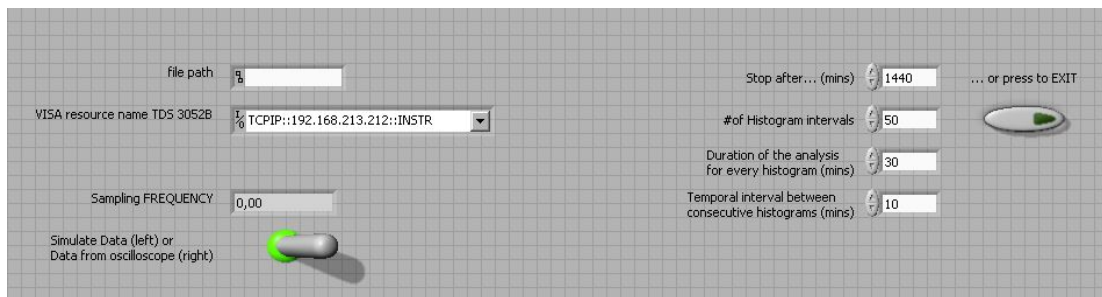 file path
VISA resource name TDS 3052B
TCPIP::192.168.213.212::INSTR
Sampling FREQUENCY
0,00
Simulate Data (left) or
Data from oscilloscope (right)
Stop after... (mins)
1440
... or press to EXIT
#of Histogram intervals
50
Duration of the analysis
for every histogram (mins)
30
Temporal interval between
consecutive histograms (mins)
10